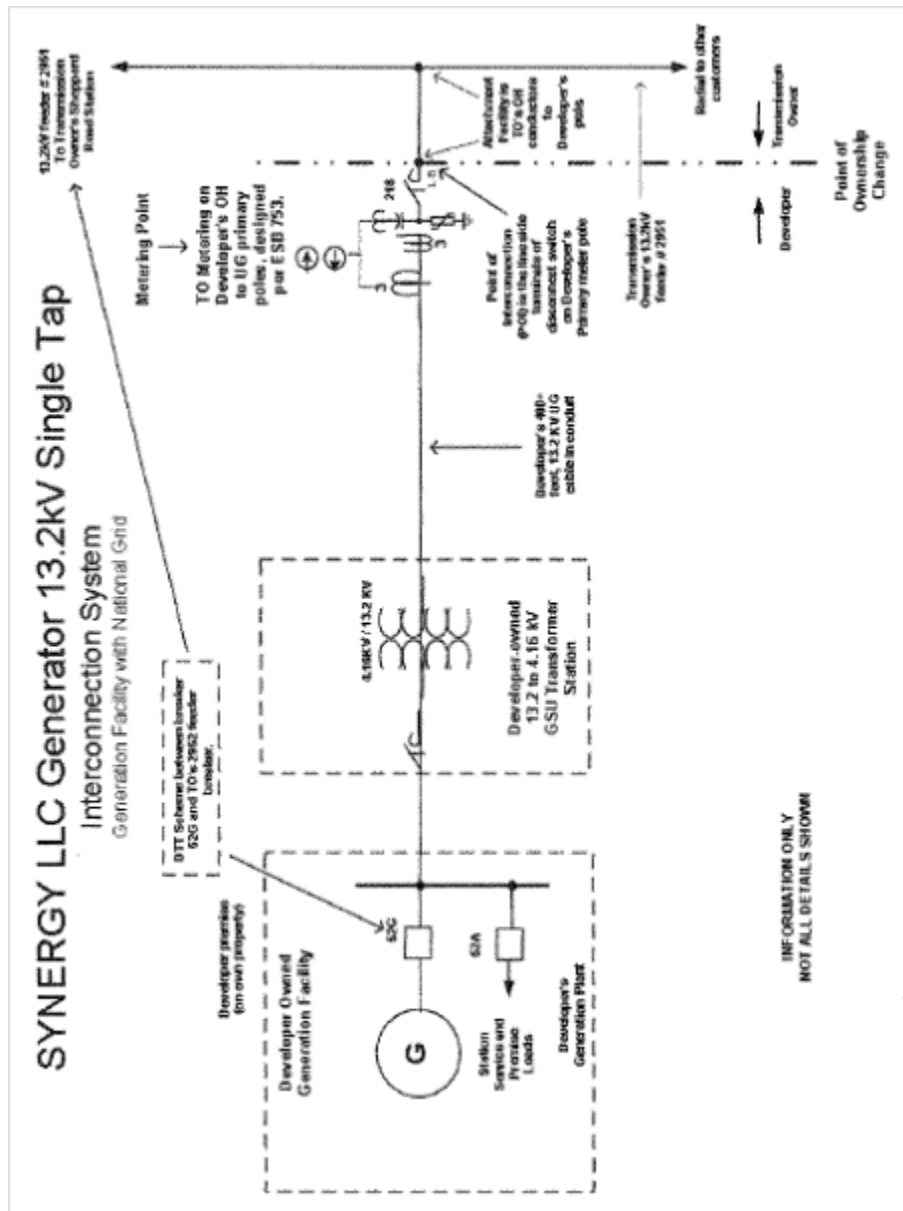 SYNERGY LLC Generator 13.2kV Single Tap
Interconnection System
Generation Facility with National Grid
DTT Scheme between breaker
52G and TO's 2952 feeder
breaker.
13.2kV feeder # 2951
To Transmission
Owner's Sheppard
Road Station
Metering Point
TO Metering on
Developer's OH
to UG primary
poles, designed
per ESB 753.
Developer premise
(on own property)
Developer Owned
Generation Facility
G
52G
52A
Station
Service and
Premise
Loads
Developer's
Generation Plant
4.16KV / 13.2 KV
Developer-owned
13.2 to 4.16 kV
GSU Transformer
Station
Developer's 400-
foot, 13.2 KV UG
cable in conduit
3
3
218
Point of
Interconnection
(POI) is the line side
terminals of
disconnect switch
on Developer's
Primary meter pole
Attachment
Facility is
TO's OH
conductors
to
Developer's
pole
Transmission
Owner's 13.2kV
feeder # 2951
Radial to other
customers
Transmission
Owner
Developer
Point of
Ownership
Change
INFORMATION ONLY
NOT ALL DETAILS SHOWN